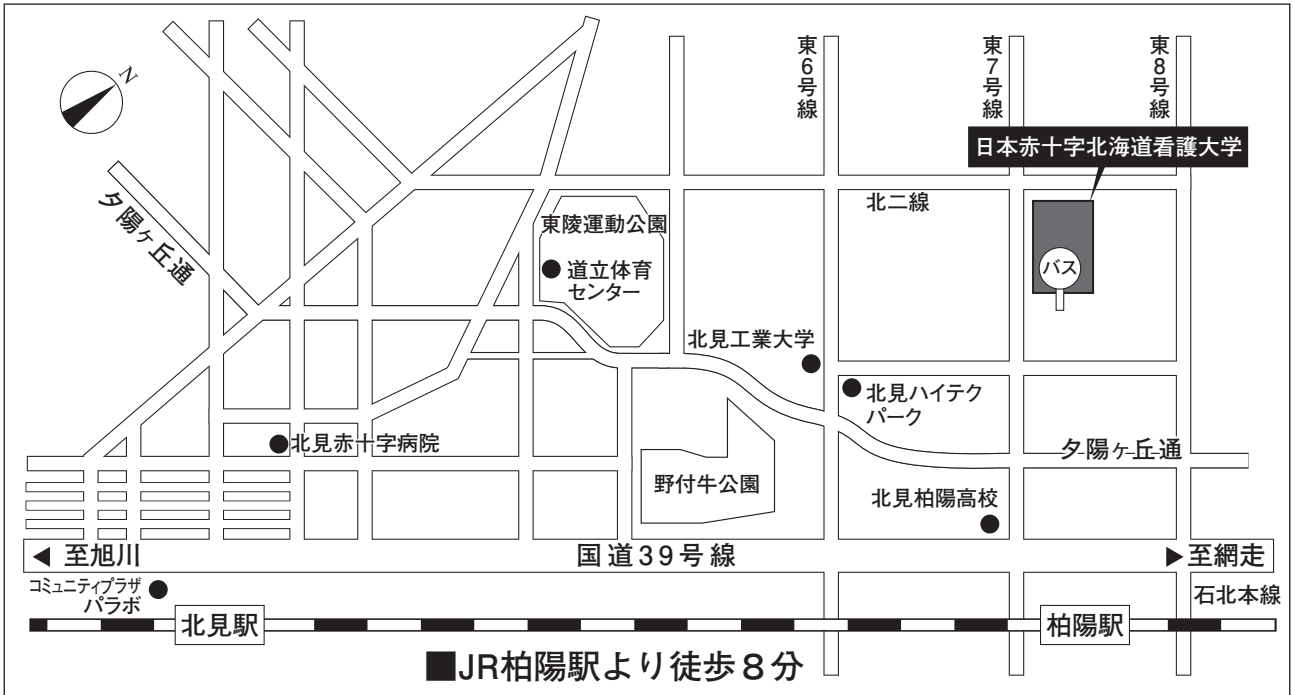 N
東6号線
東7号線
東8号線
日本赤十字北海道看護大学
夕陽ヶ丘通
北二線
東陵運動公園
道立体育
センター
バス
北見工業大学
北見ハイテク
パーク
北見赤十字病院
夕陽ヶ丘通
野付牛公園
北見柏陽高校
◀ 至旭川
国道39号線
▶至網走
コミュニティプラザ
パラボ
石北本線
北見駅
柏陽駅
■JR柏陽駅より徒歩8分